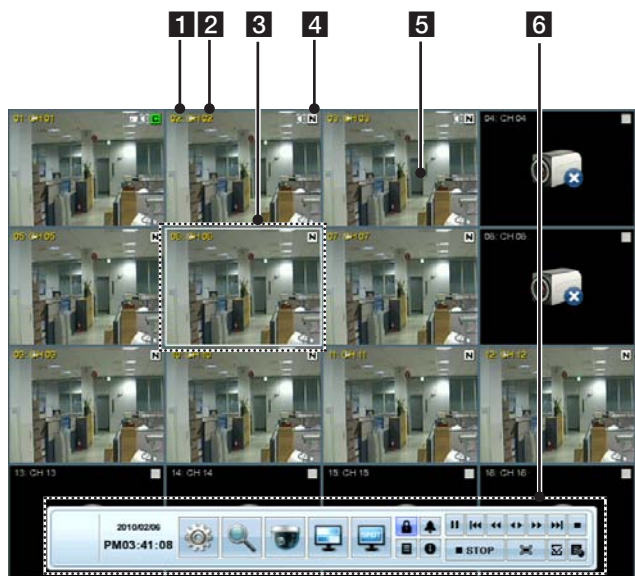 1 2 3 4 5 6
01: CH 01 C
02: CH 02 N
03: CH 03 N
04: CH 04
05: CH 05 N
06: CH 06 N
07: CH 07 N
08: CH 08
09: CH 09 N
10: CH 10 N
11: CH 11 N
12: CH 12 N
13: CH 13
14: CH 14
15: CH 15
16: CH 16
2010/02/06
PM03:41:08
SPOT
STOP